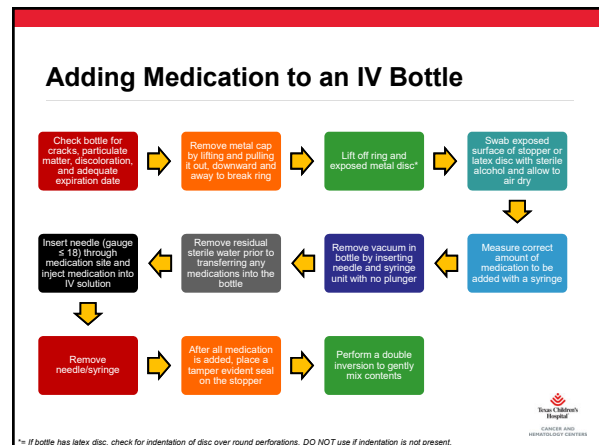 Adding Medication to an IV Bottle
Check bottle for
cracks, particulate
matter, discoloration,
and adequate
expiration date
Remove metal cap
by lifting and pulling
it out, downward and
away to break ring
Lift off ring and
exposed metal disc*
Swab exposed
surface of stopper or
latex disc with sterile
alcohol and allow to
air dry
Measure correct
amount of
medication to be
added with a syringe
Remove vacuum in
bottle by inserting
needle and syringe
unit with no plunger
Remove residual
sterile water prior to
transferring any
medications into the
bottle
Insert needle (gauge
≤ 18) through
medication site and
inject medication into
IV solution
Remove
needle/syringe
After all medication
is added, place a
tamper evident seal
on the stopper
Perform a double
inversion to gently
mix contents
Texas Children's
Hospital
CANCER AND
HEMATOLOGY CENTERS
*= If bottle has latex disc, check for indentation of disc over round perforations. DO NOT use if indentation is not present.